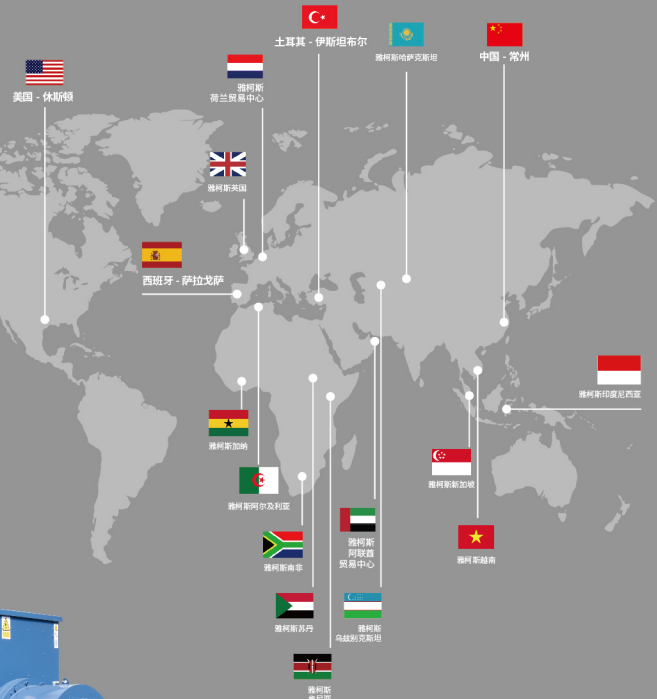 土耳其 - 伊斯坦布尔
雅柯斯哈萨克斯坦
中国 - 常州
美国 - 休斯顿
雅柯斯
荷兰贸易中心
雅柯斯英国
西班牙 - 萨拉戈萨
雅柯斯印度尼西亚
雅柯斯加纳
雅柯斯新加坡
雅柯斯阿尔及利亚
雅柯斯
阿联酋
贸易中心
雅柯斯越南
雅柯斯南非
雅柯斯苏丹
雅柯斯
乌兹别克斯坦
雅柯斯